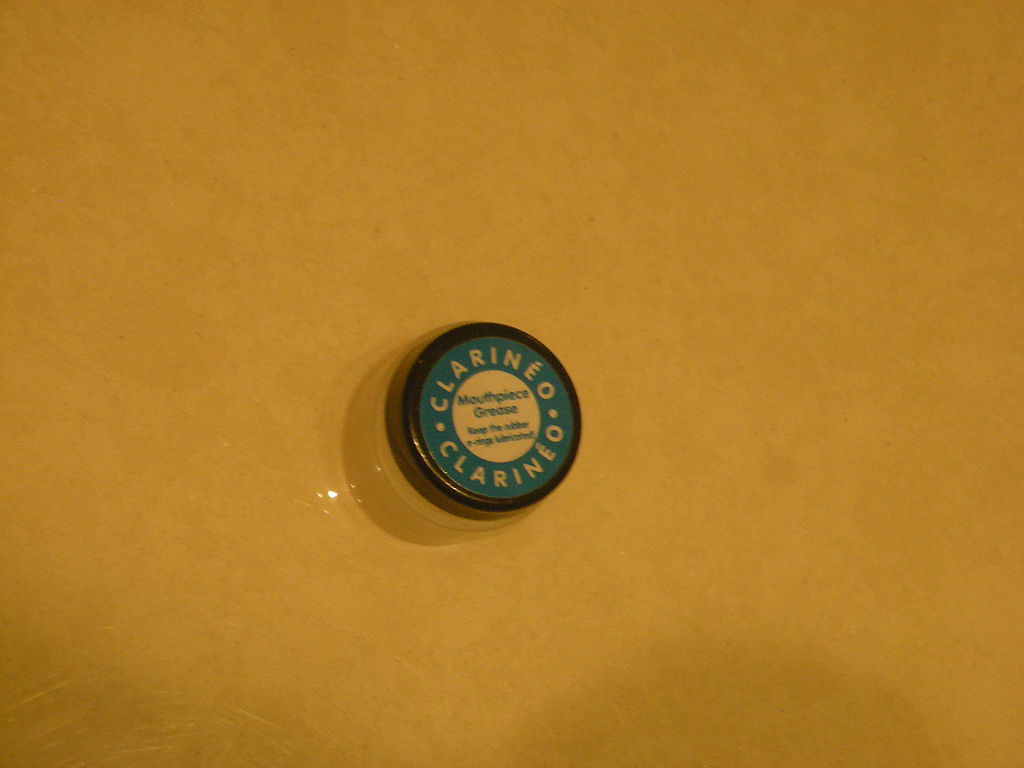 CLARINÉO
Mouthpiece
Grease
Keep the rubber
o-rings lubricated!
• CLARINÉO •